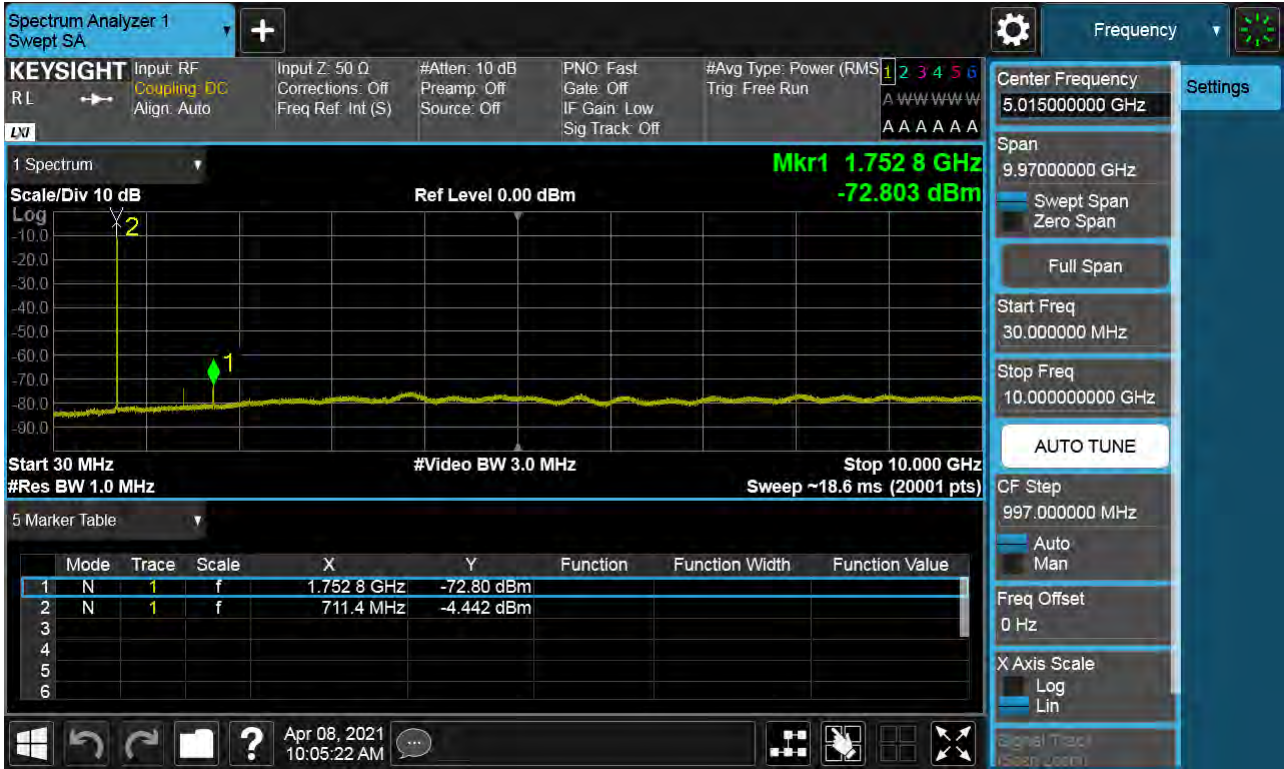 Spectrum Analyzer 1
Swept SA
Frequency
KEYSIGHT
R L
LXI
Input: RF
Coupling: DC
Align: Auto
Input Z: 50 Ω
Corrections: Off
Freq Ref: Int (S)
#Atten: 10 dB
Preamp: Off
Source: Off
PNO: Fast
Gate: Off
IF Gain: Low
Sig Track: Off
#Avg Type: Power (RMS
Trig: Free Run
1 2 3 4 5 6
A W W W W W
A A A A A A
1 Spectrum
Mkr1 1.752 8 GHz
-72.803 dBm
Scale/Div 10 dB
Ref Level 0.00 dBm
Log
-10.0
-20.0
-30.0
-40.0
-50.0
-60.0
-70.0
-80.0
-90.0
2
1
Start 30 MHz
#Video BW 3.0 MHz
Stop 10.000 GHz
#Res BW 1.0 MHz
Sweep ~18.6 ms (20001 pts)
5 Marker Table
Mode Trace Scale X Y Function Function Width Function Value
1 N 1 f 1.752 8 GHz -72.80 dBm
2 N 1 f 711.4 MHz -4.442 dBm
3
4
5
6
Apr 08, 2021
10:05:22 AM
Center Frequency
5.015000000 GHz
Settings
Span
9.97000000 GHz
Swept Span
Zero Span
Full Span
Start Freq
30.000000 MHz
Stop Freq
10.000000000 GHz
AUTO TUNE
CF Step
997.000000 MHz
Auto
Man
Freq Offset
0 Hz
X Axis Scale
Log
Lin
Signal Track
(Span Zoom)